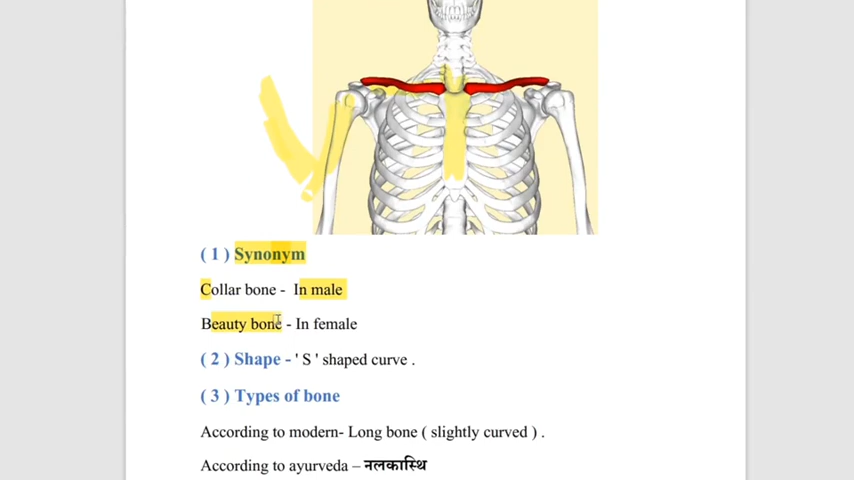 ( 1 ) Synonym
Collar bone - In male
Beauty bone - In female
( 2 ) Shape - ' S ' shaped curve .
( 3 ) Types of bone
According to modern- Long bone ( slightly curved ) .
According to ayurveda – नलकास्थि